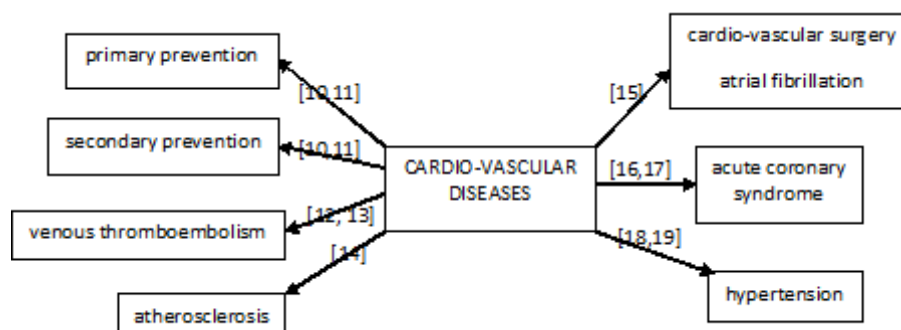 primary prevention
[10,11]
secondary prevention
[10,11]
venous thromboembolism
[12, 13]
[14]
atherosclerosis
CARDIO-VASCULAR
DISEASES
cardio-vascular surgery
atrial fibrillation
[15]
[16,17]
acute coronary
syndrome
[18,19]
hypertension